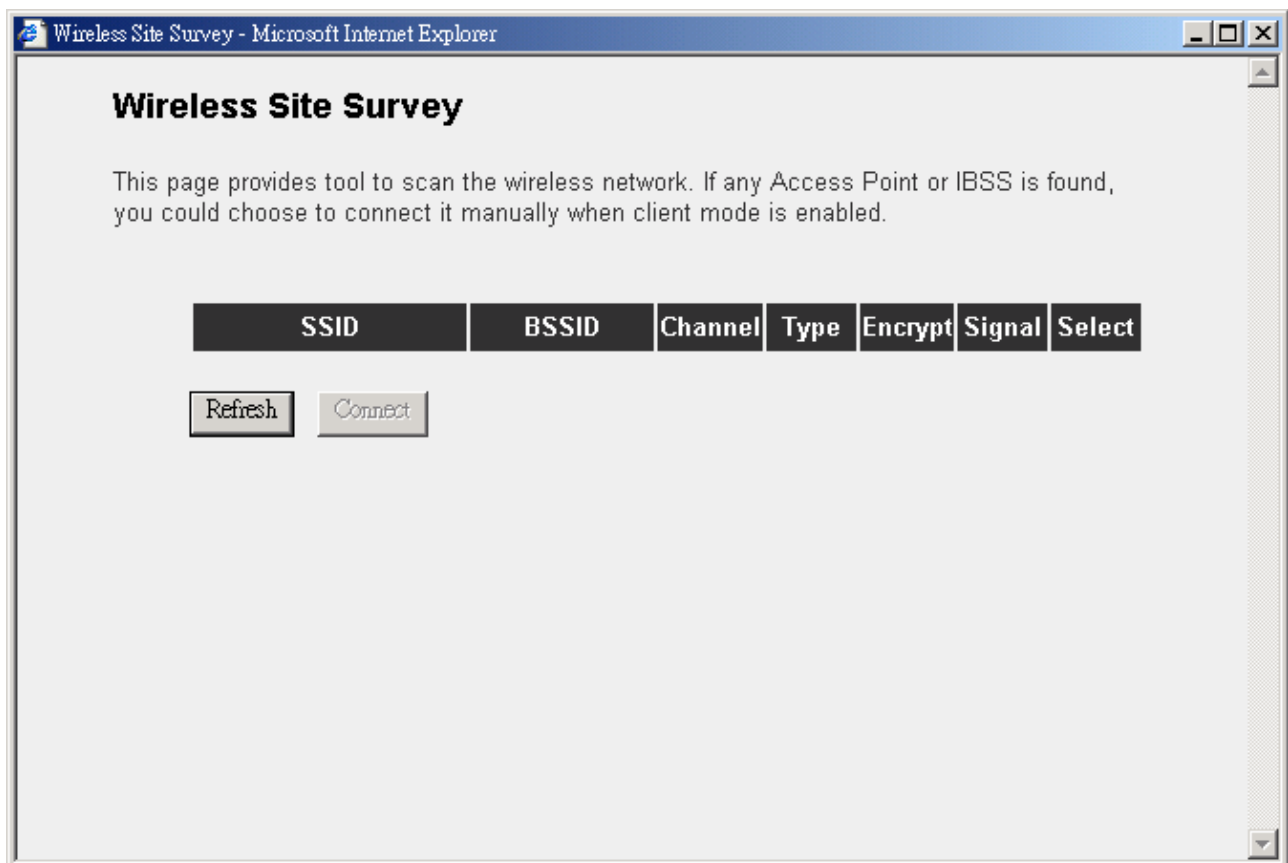 Wireless Site Survey - Microsoft Internet Explorer
Wireless Site Survey
This page provides tool to scan the wireless network. If any Access Point or IBSS is found,
you could choose to connect it manually when client mode is enabled.
SSID BSSID Channel Type Encrypt Signal Select
Refresh Connect